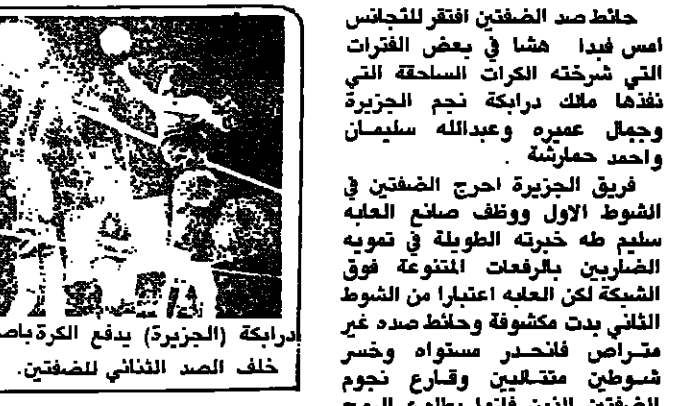 حائط صد الضفتين افتقر للتجانس
امس فبدا هشا في بعض الفترات
التي شرخته الكرات الساحقة التي
نفذها مالك درابكة نجم الجزيرة
وجمال عميره وعبدالله سليمان
واحمد حمارشة .
فريق الجزيرة احرج الضفتين في
الشوط الاول ووظف صانع العابه
سليم طه خبرته الطويلة في تمويه
الضاربين بالرفعات المتنوعة فوق
الشبكة لكن العابه اعتبارا من الشوط
الثاني بدت مكشوفة وحائط صده غير
متراص فانحدر مستواه وخسر
شوطين متتاليين وقارع نجوم
الضفتين الذين
درابكة (الجزيرة) يدفع الكرة
خلف الصد الثنائي للضفتين.